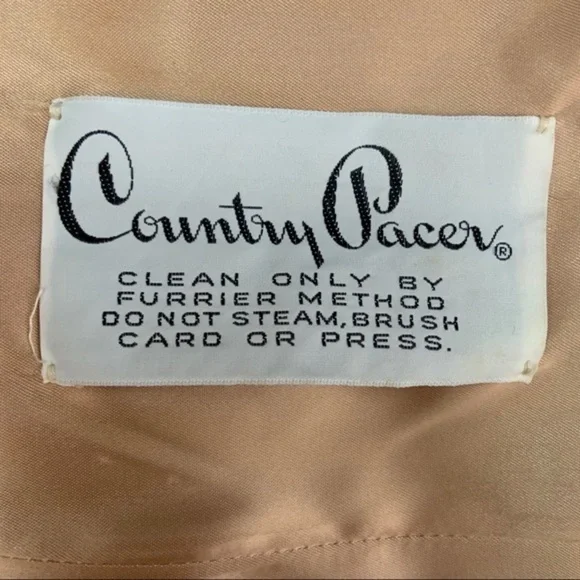 Country Pacer®
CLEAN ONLY BY
FURRIER METHOD
DO NOT STEAM, BRUSH
CARD OR PRESS.